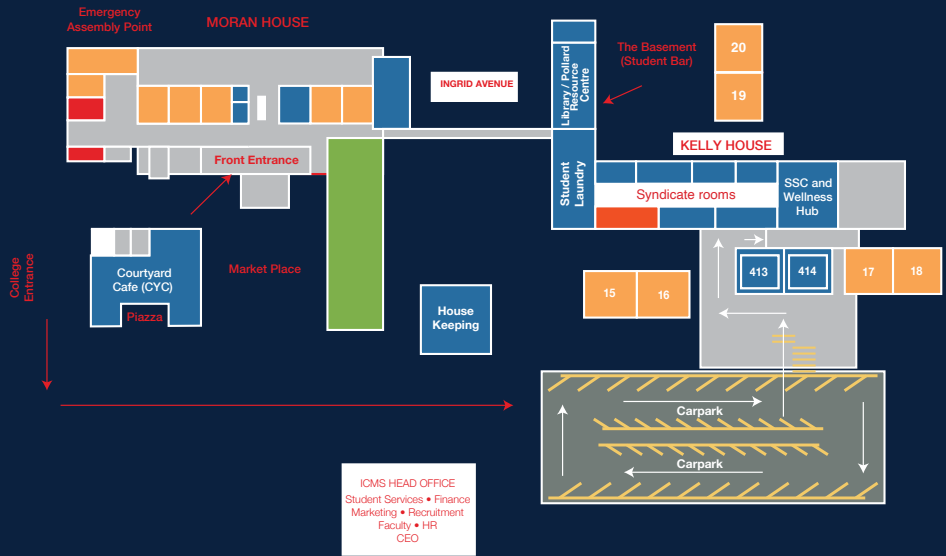 Emergency
Assembly Point
MORAN HOUSE
INGRID AVENUE
Library / Pollard
Resource
Centre
The Basement
(Student Bar)
20
19
KELLY HOUSE
Front Entrance
Student
Laundry
Syndicate rooms
SSC and
Wellness
Hub
College
Entrance
Courtyard
Cafe (CYC)
Piazza
Market Place
House
Keeping
15
16
413
414
17
18
Carpark
Carpark
ICMS HEAD OFFICE
Student Services • Finance
Marketing • Recruitment
Faculty • HR
CEO